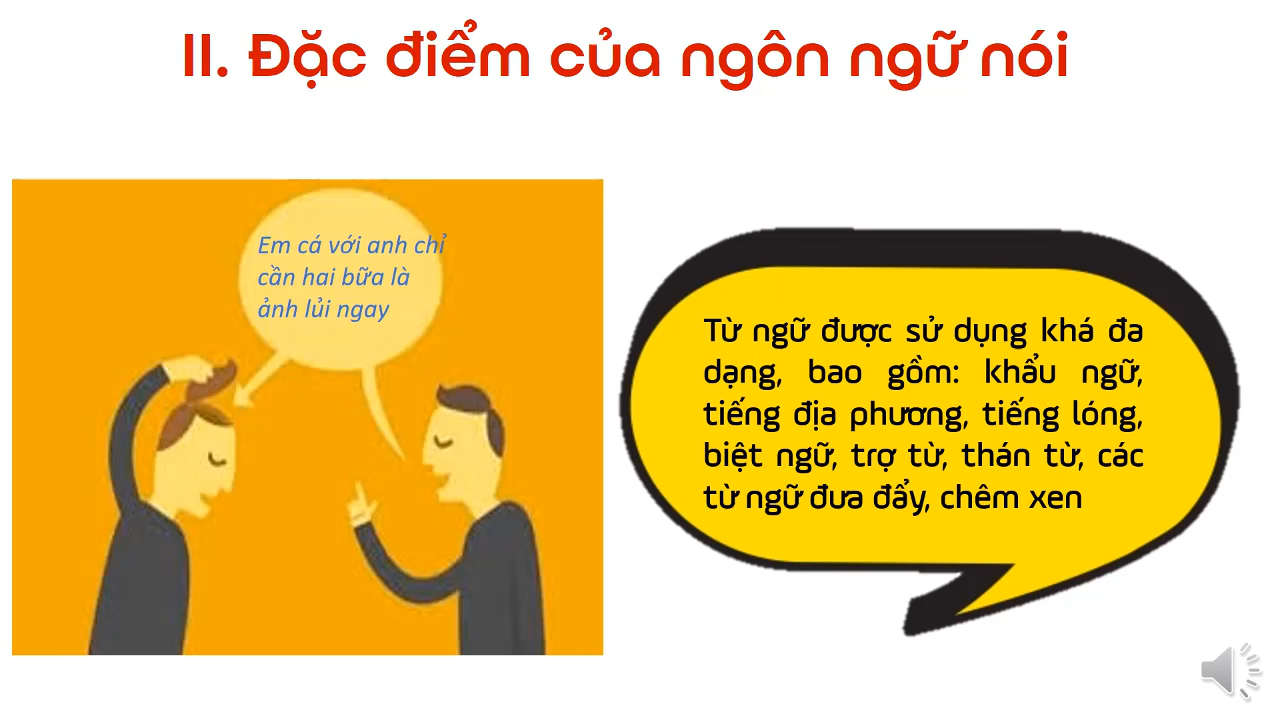 II. Đặc điểm của ngôn ngữ nói
Em cá với anh chỉ
cần hai bữa là
ảnh lủi ngay
Từ ngữ được sử dụng khá đa
dạng, bao gồm: khẩu ngữ,
tiếng địa phương, tiếng lóng,
biệt ngữ, trợ từ, thán từ, các
từ ngữ đưa đẩy, chêm xen